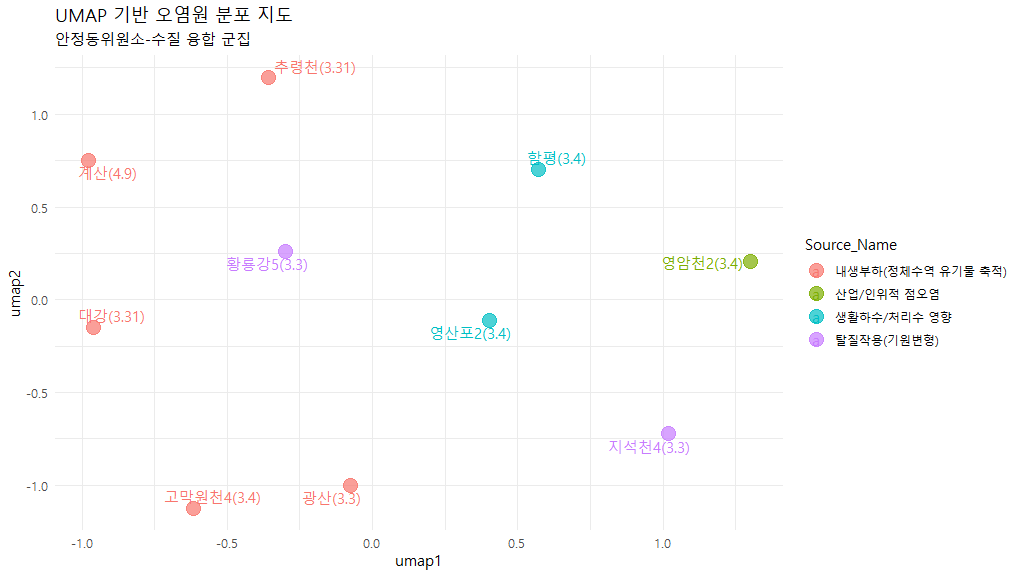 UMAP 기반 오염원 분포 지도
안정동위원소-수질 융합 군집
추령천(3.31)
계산(4.9)
함평(3.4)
황룡강5(3.3)
영암천2(3.4)
대강(3.31)
영산포2(3.4)
지석천4(3.3)
고막원천4(3.4)
광산(3.3)
1.0
0.5
0.0
-0.5
-1.0
umap2
-1.0
-0.5
0.0
0.5
1.0
umap1
Source_Name
a 내생부하(정체수역 유기물 축적)
a 산업/인위적 점오염
a 생활하수/처리수 영향
a 탈질작용(기원변형)